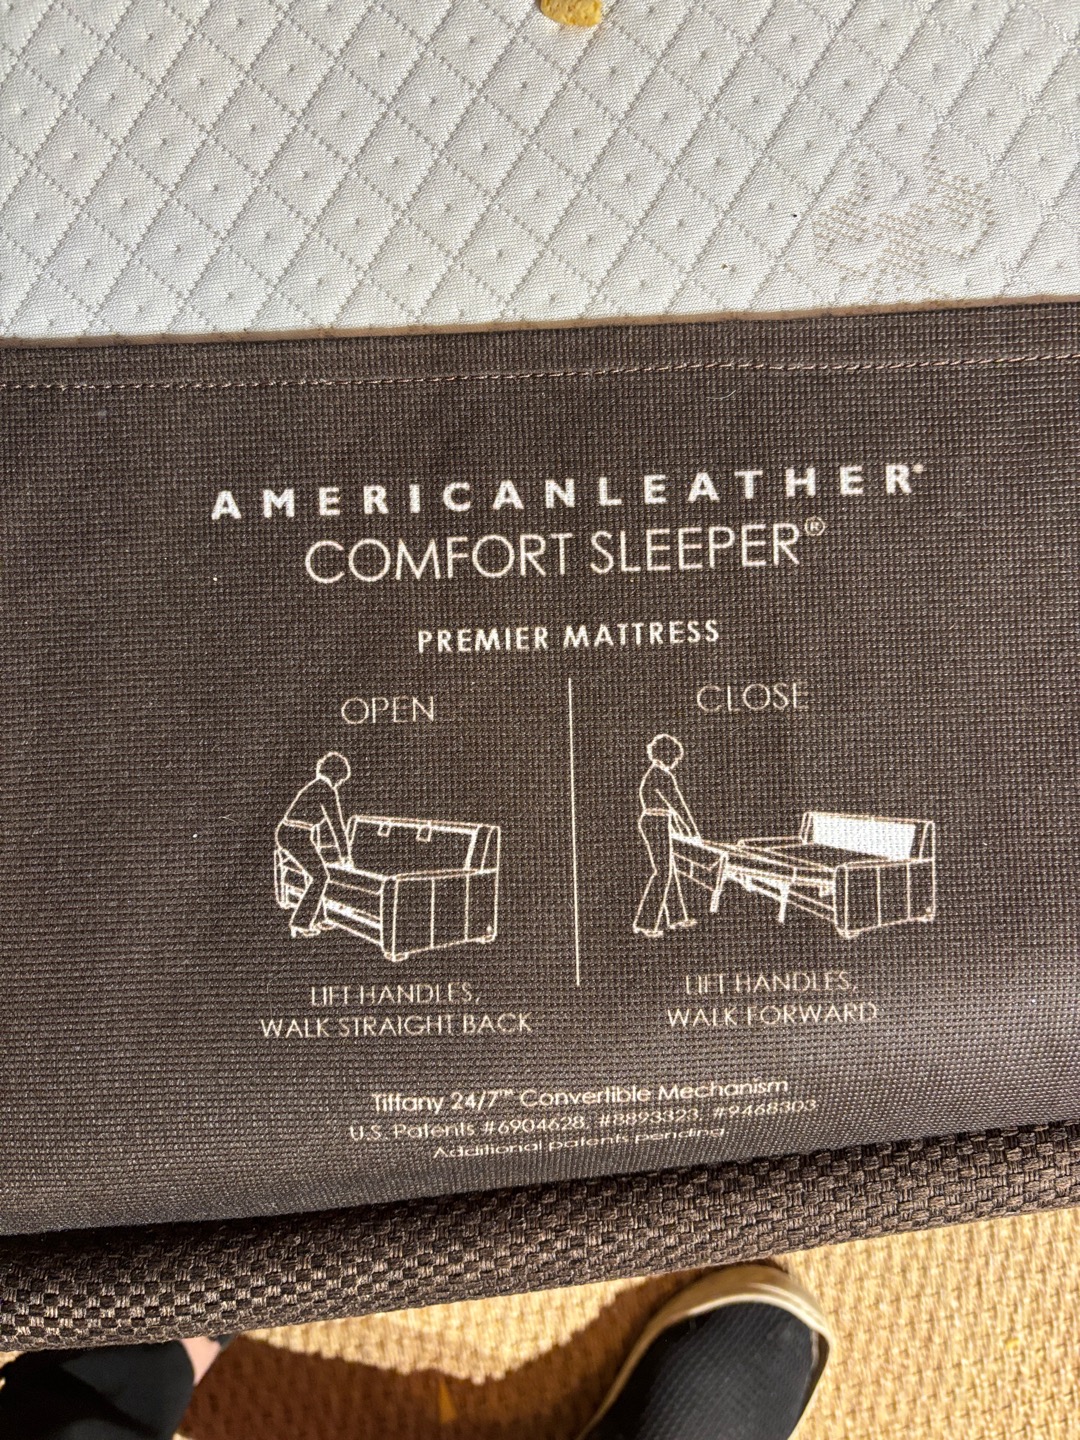 AMERICANLEATHER®
COMFORT SLEEPER®
PREMIER MATTRESS
OPEN
LIFT HANDLES,
WALK STRAIGHT BACK
CLOSE
LIFT HANDLES,
WALK FORWARD
Tiffany 24/7™ Convertible Mechanism
U.S. Patents #6904628, #8893323, #9468303
Additional patents pending.